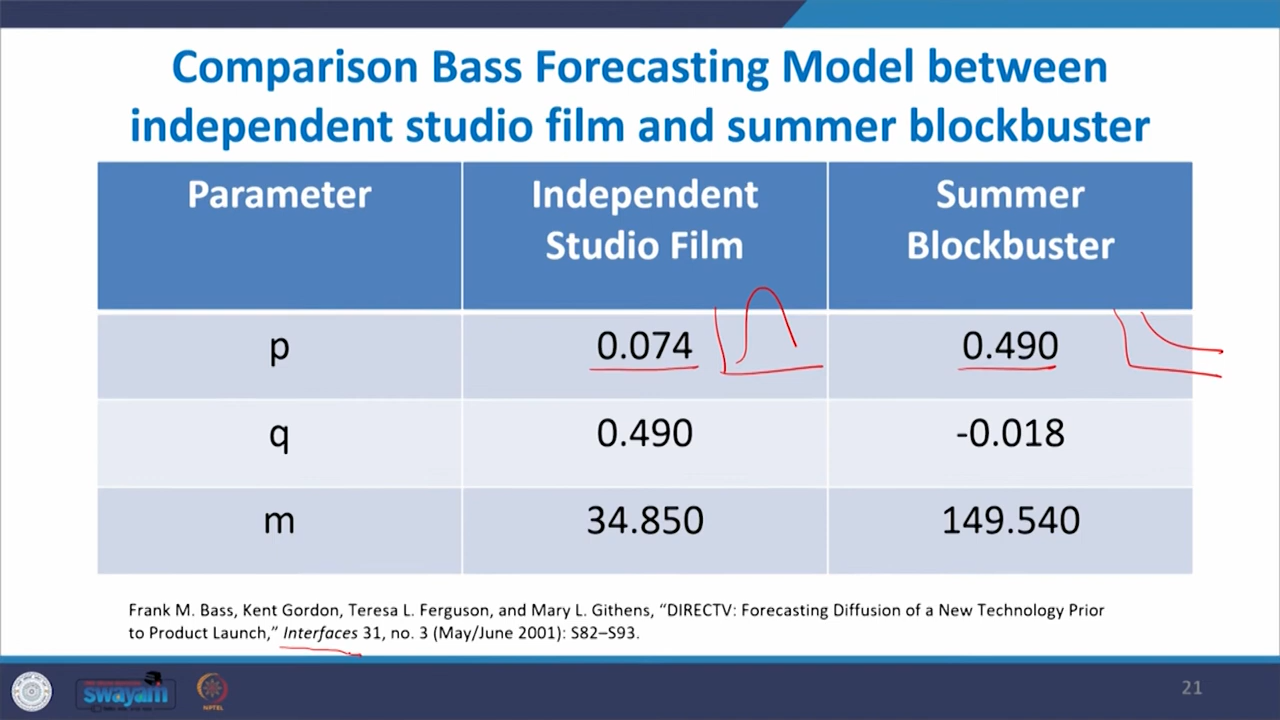 Comparison Bass Forecasting Model between
independent studio film and summer blockbuster
Parameter
Independent
Studio Film
Summer
Blockbuster
p
0.074
0.490
q
0.490
-0.018
m
34.850
149.540
Frank M. Bass, Kent Gordon, Teresa L. Ferguson, and Mary L. Githens, “DIRECTV: Forecasting Diffusion of a New Technology Prior
to Product Launch,” Interfaces 31, no. 3 (May/June 2001): S82–S93.
swayam
NPTEL
21